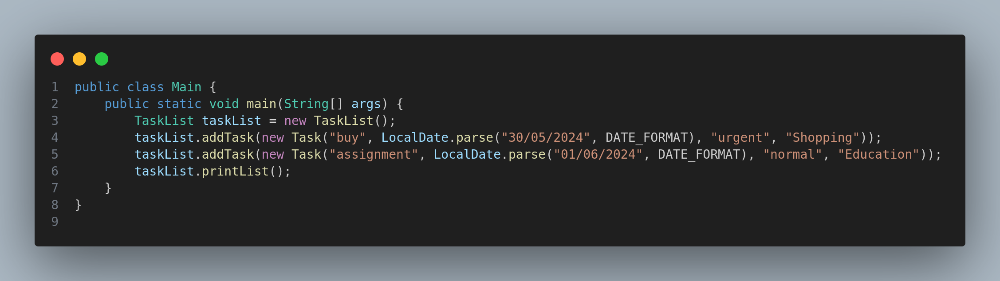 1 public class Main {
2     public static void main(String[] args) {
3         TaskList taskList = new TaskList();
4         taskList.addTask(new Task("buy", LocalDate.parse("30/05/2024", DATE_FORMAT), "urgent", "Shopping"));
5         taskList.addTask(new Task("assignment", LocalDate.parse("01/06/2024", DATE_FORMAT), "normal", "Education"));
6         taskList.printList();
7     }
8 }
9